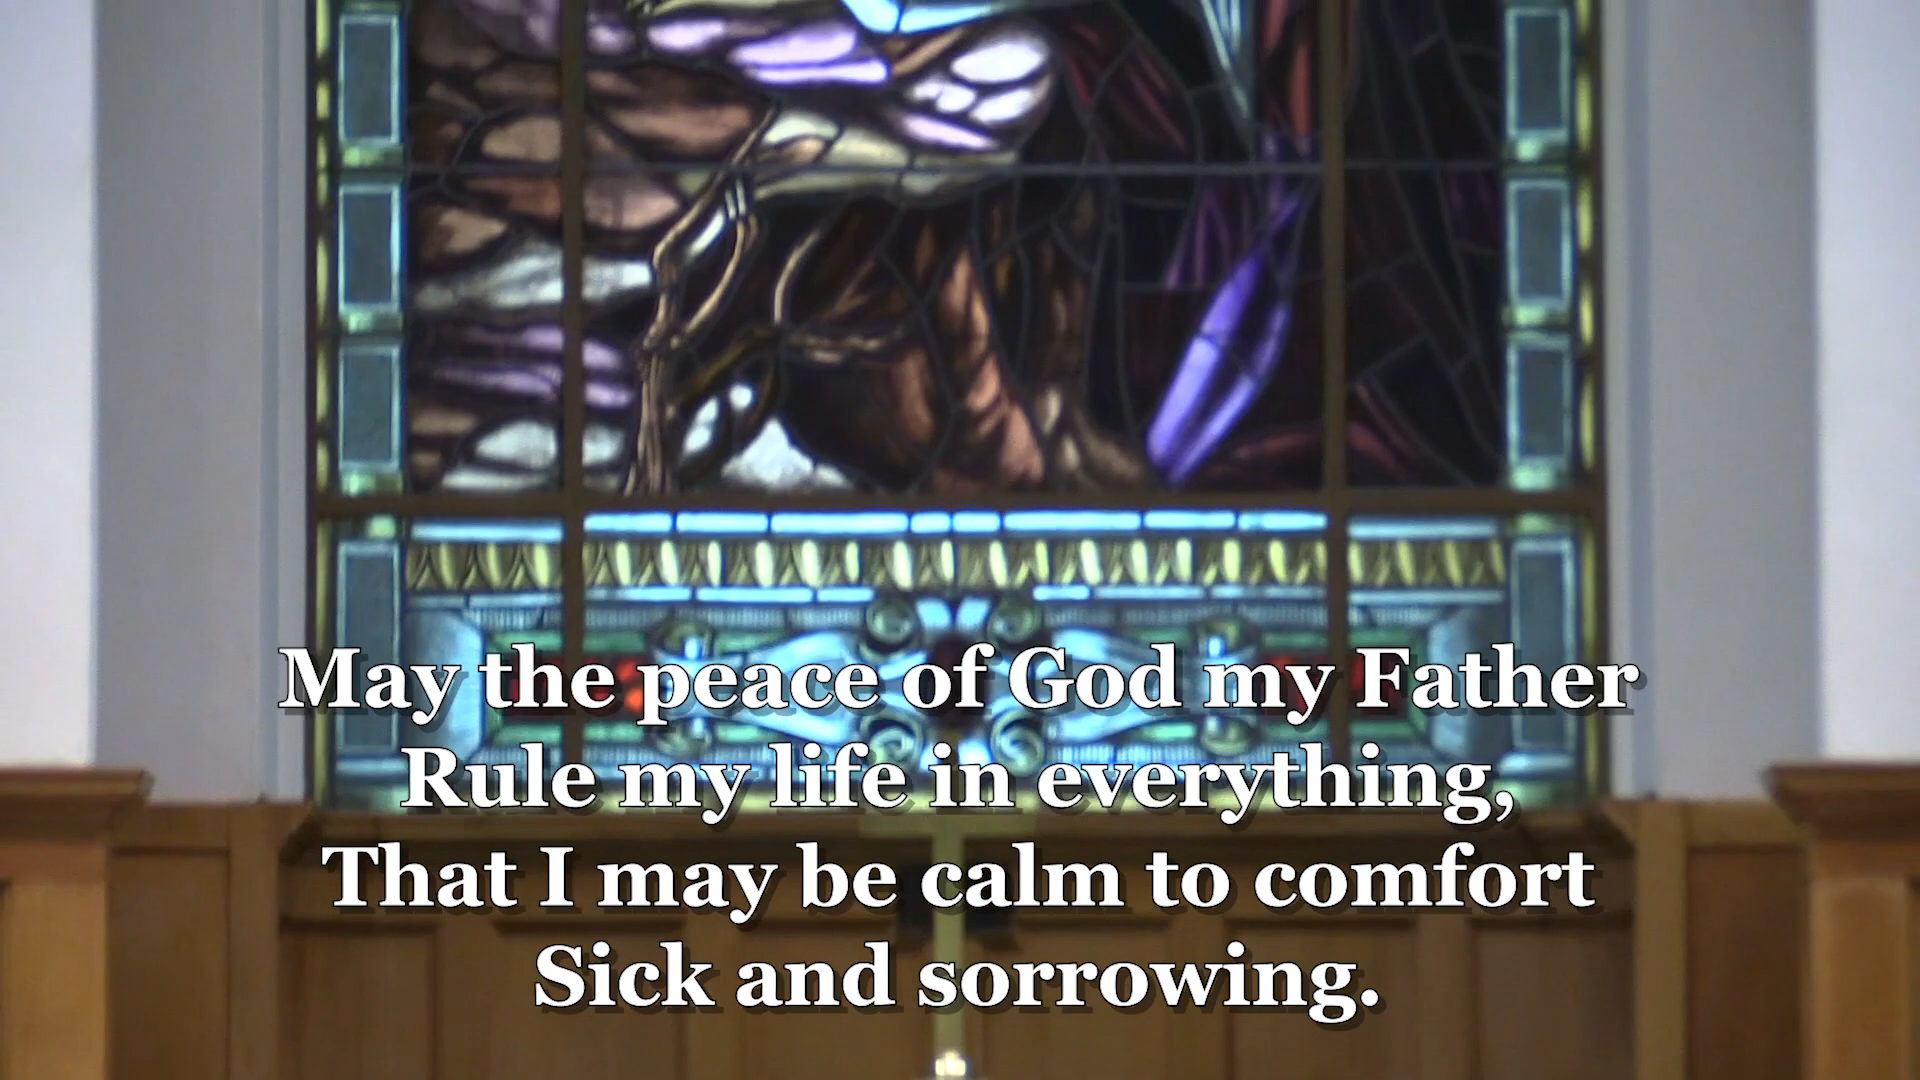 May the peace of God my Father
Rule my life in everything,
That I may be calm to comfort
Sick and sorrowing.